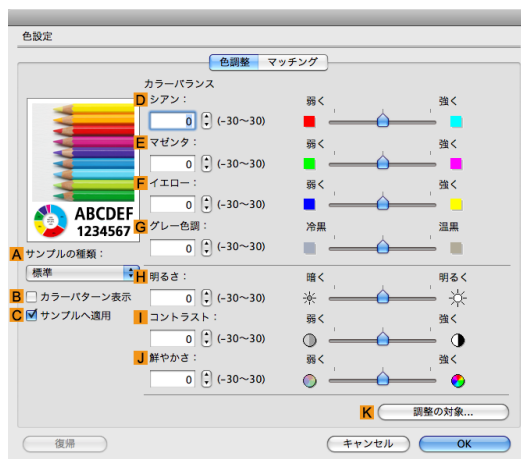 色設定
色調整 マッチング
カラーバランス
D シアン： 弱く 強く
0 (-30～30)
E マゼンタ： 弱く 強く
0 (-30～30)
F イエロー： 弱く 強く
0 (-30～30)
ABCDEF
1234567
G グレー色調： 冷黒 温黒
0 (-30～30)
A サンプルの種類：
標準
H 明るさ： 暗く 明るく
0 (-30～30)
B カラーパターン表示
C サンプルへ適用
I コントラスト： 弱く 強く
0 (-30～30)
J 鮮やかさ： 弱く 強く
0 (-30～30)
K 調整の対象...
復帰 キャンセル OK